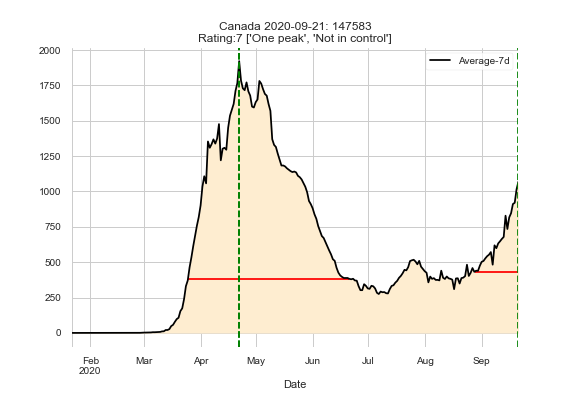 Canada 2020-09-21: 147583
Rating:7 ['One peak', 'Not in control']
Average-7d
2000
1750
1500
1250
1000
750
500
250
0
Feb Mar Apr May Jun Jul Aug Sep
2020
Date